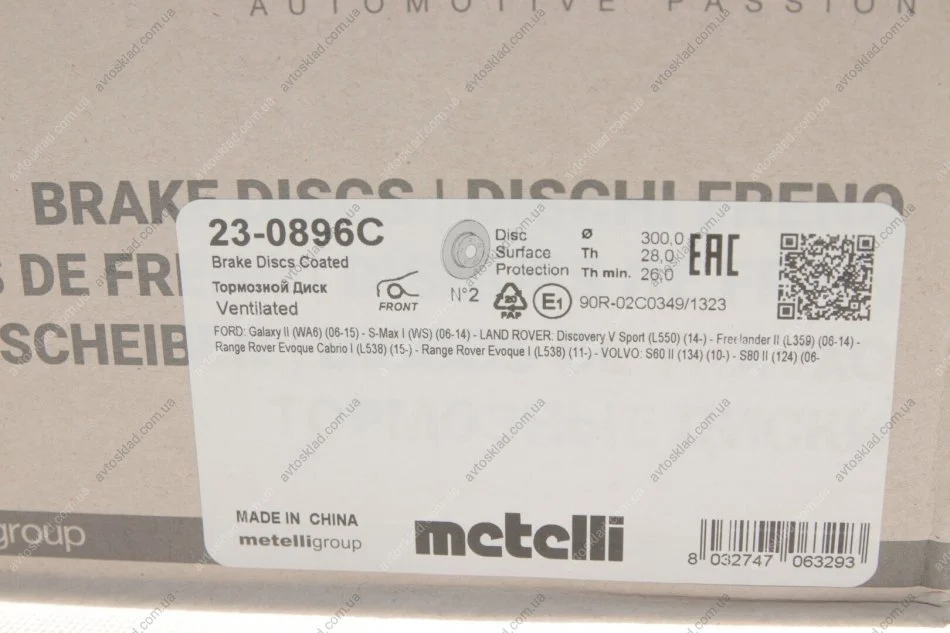 AUTOMOTIVE PASSION
BRAKE DISCS | DISCHI FRENO
S DE FRE
SCHEIB
23-0896C
Brake Discs Coated
Тормозной Диск
Ventilated
FRONT
N°2
Disc
Surface
Protection
Ø 300,0
Th 28,0
Th min. 26,0
EAC
20
PAP
E1
90R-02C0349/1323
FORD: Galaxy II (WA6) (06-15) - S-Max I (WS) (06-14) - LAND ROVER: Discovery V Sport (L550) (14-) - Freelander II (L359) (06-14) -
Range Rover Evoque Cabrio I (L538) (15-) - Range Rover Evoque I (L538) (11-) - VOLVO: S60 II (134) (10-) - S80 II (124) (06-
MADE IN CHINA
metelligroup
metelli
8 032747 063293
group
avtosklad.com.ua